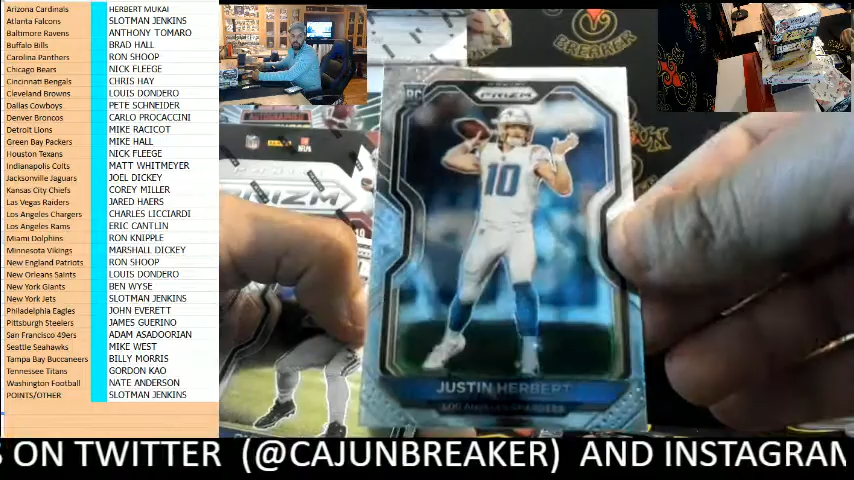 Arizona Cardinals HERBERT MUKAI
Atlanta Falcons SLOTMAN JENKINS
Baltimore Ravens ANTHONY TOMARO
Buffalo Bills BRAD HALL
Carolina Panthers RON SHOOP
Chicago Bears NICK FLEEGE
Cincinnati Bengals CHRIS HAY
Cleveland Browns LOUIS DONDERO
Dallas Cowboys PETE SCHNEIDER
Denver Broncos CARLO PROCACCINI
Detroit Lions MIKE RACICOT
Green Bay Packers MIKE HALL
Houston Texans NICK FLEEGE
Indianapolis Colts MATT WHITMEYER
Jacksonville Jaguars JOEL DICKEY
Kansas City Chiefs COREY MILLER
Las Vegas Raiders JARED HAERS
Los Angeles Chargers CHARLES LICCIARDI
Los Angeles Rams ERIC CANTLIN
Miami Dolphins RON KNIPPLE
Minnesota Vikings MARSHALL DICKEY
New England Patriots RON SHOOP
New Orleans Saints LOUIS DONDERO
New York Giants BEN WYSE
New York Jets SLOTMAN JENKINS
Philadelphia Eagles JOHN EVERETT
Pittsburgh Steelers JAMES GUERINO
San Francisco 49ers ADAM ASADOORIAN
Seattle Seahawks MIKE WEST
Tampa Bay Buccaneers BILLY MORRIS
Tennessee Titans GORDON KAO
Washington Football NATE ANDERSON
POINTS/OTHER SLOTMAN JENKINS
BREAKER
RC
PRIZM
10
JUSTIN HERBERT
LOS ANGELES CHARGERS
S ON TWITTER (@CAJUNBREAKER) AND INSTAGRAM